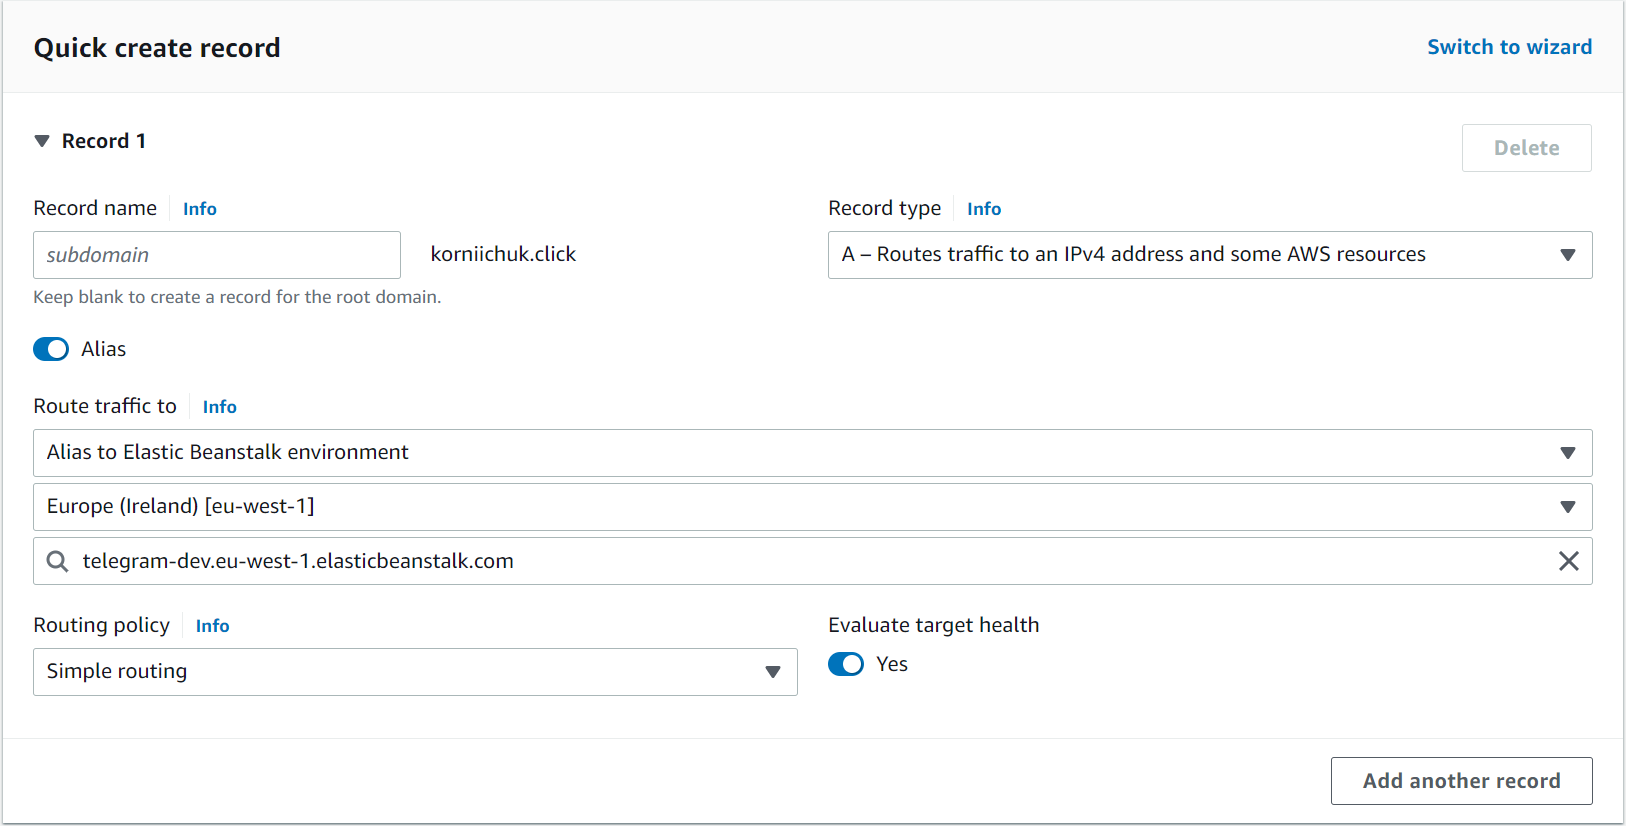 Quick create record
Switch to wizard
Record 1
Delete
Record name Info
Record type Info
subdomain
korniichuk.click
A – Routes traffic to an IPv4 address and some AWS resources
Keep blank to create a record for the root domain.
Alias
Route traffic to Info
Alias to Elastic Beanstalk environment
Europe (Ireland) [eu-west-1]
telegram-dev.eu-west-1.elasticbeanstalk.com
Routing policy Info
Evaluate target health
Simple routing
Yes
Add another record